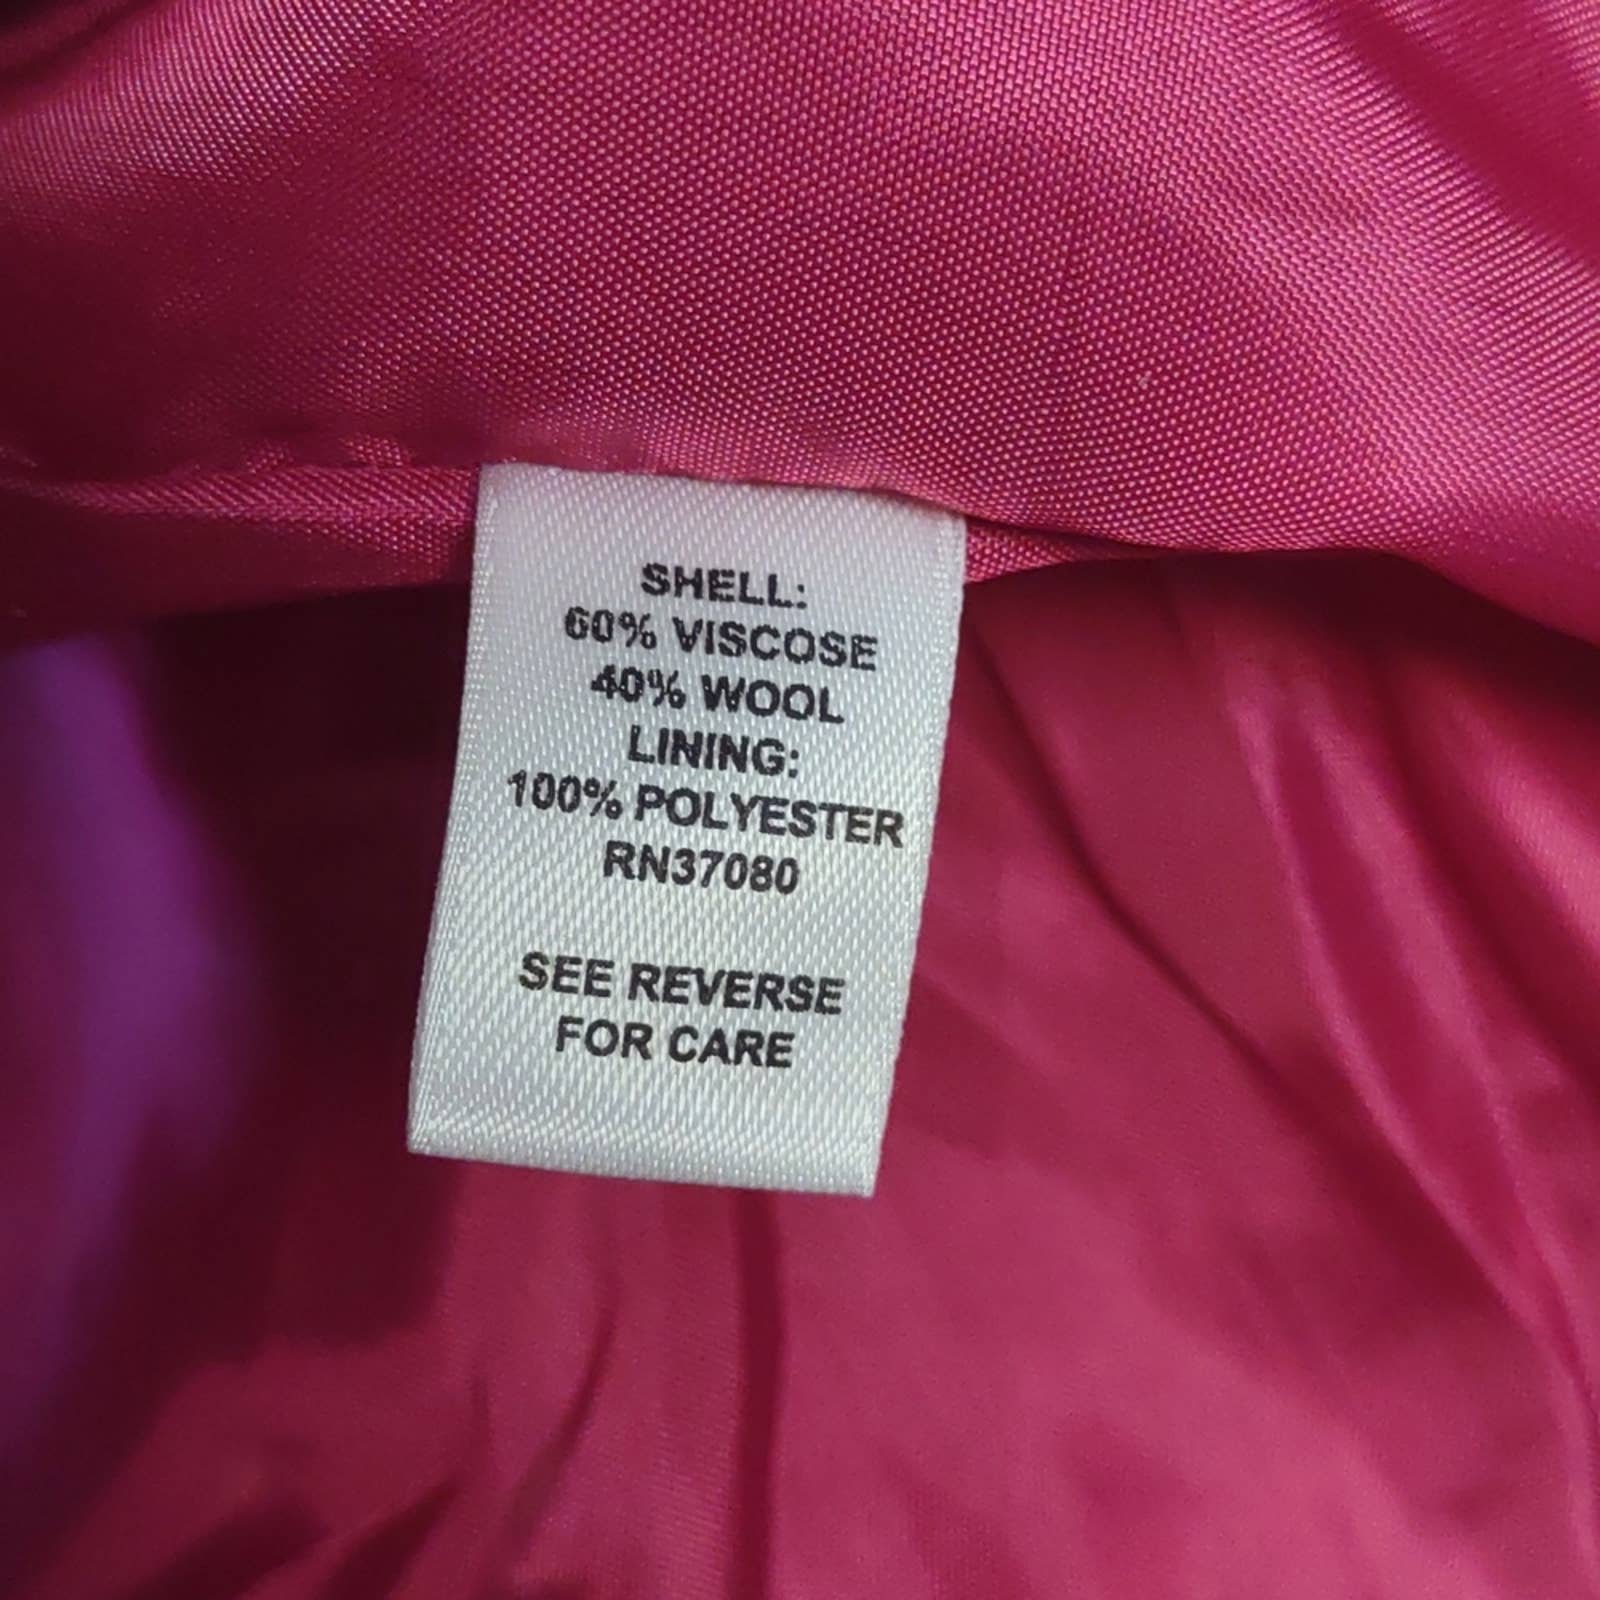 SHELL:
60% VISCOSE
40% WOOL
LINING:
100% POLYESTER
RN37080
SEE REVERSE
FOR CARE